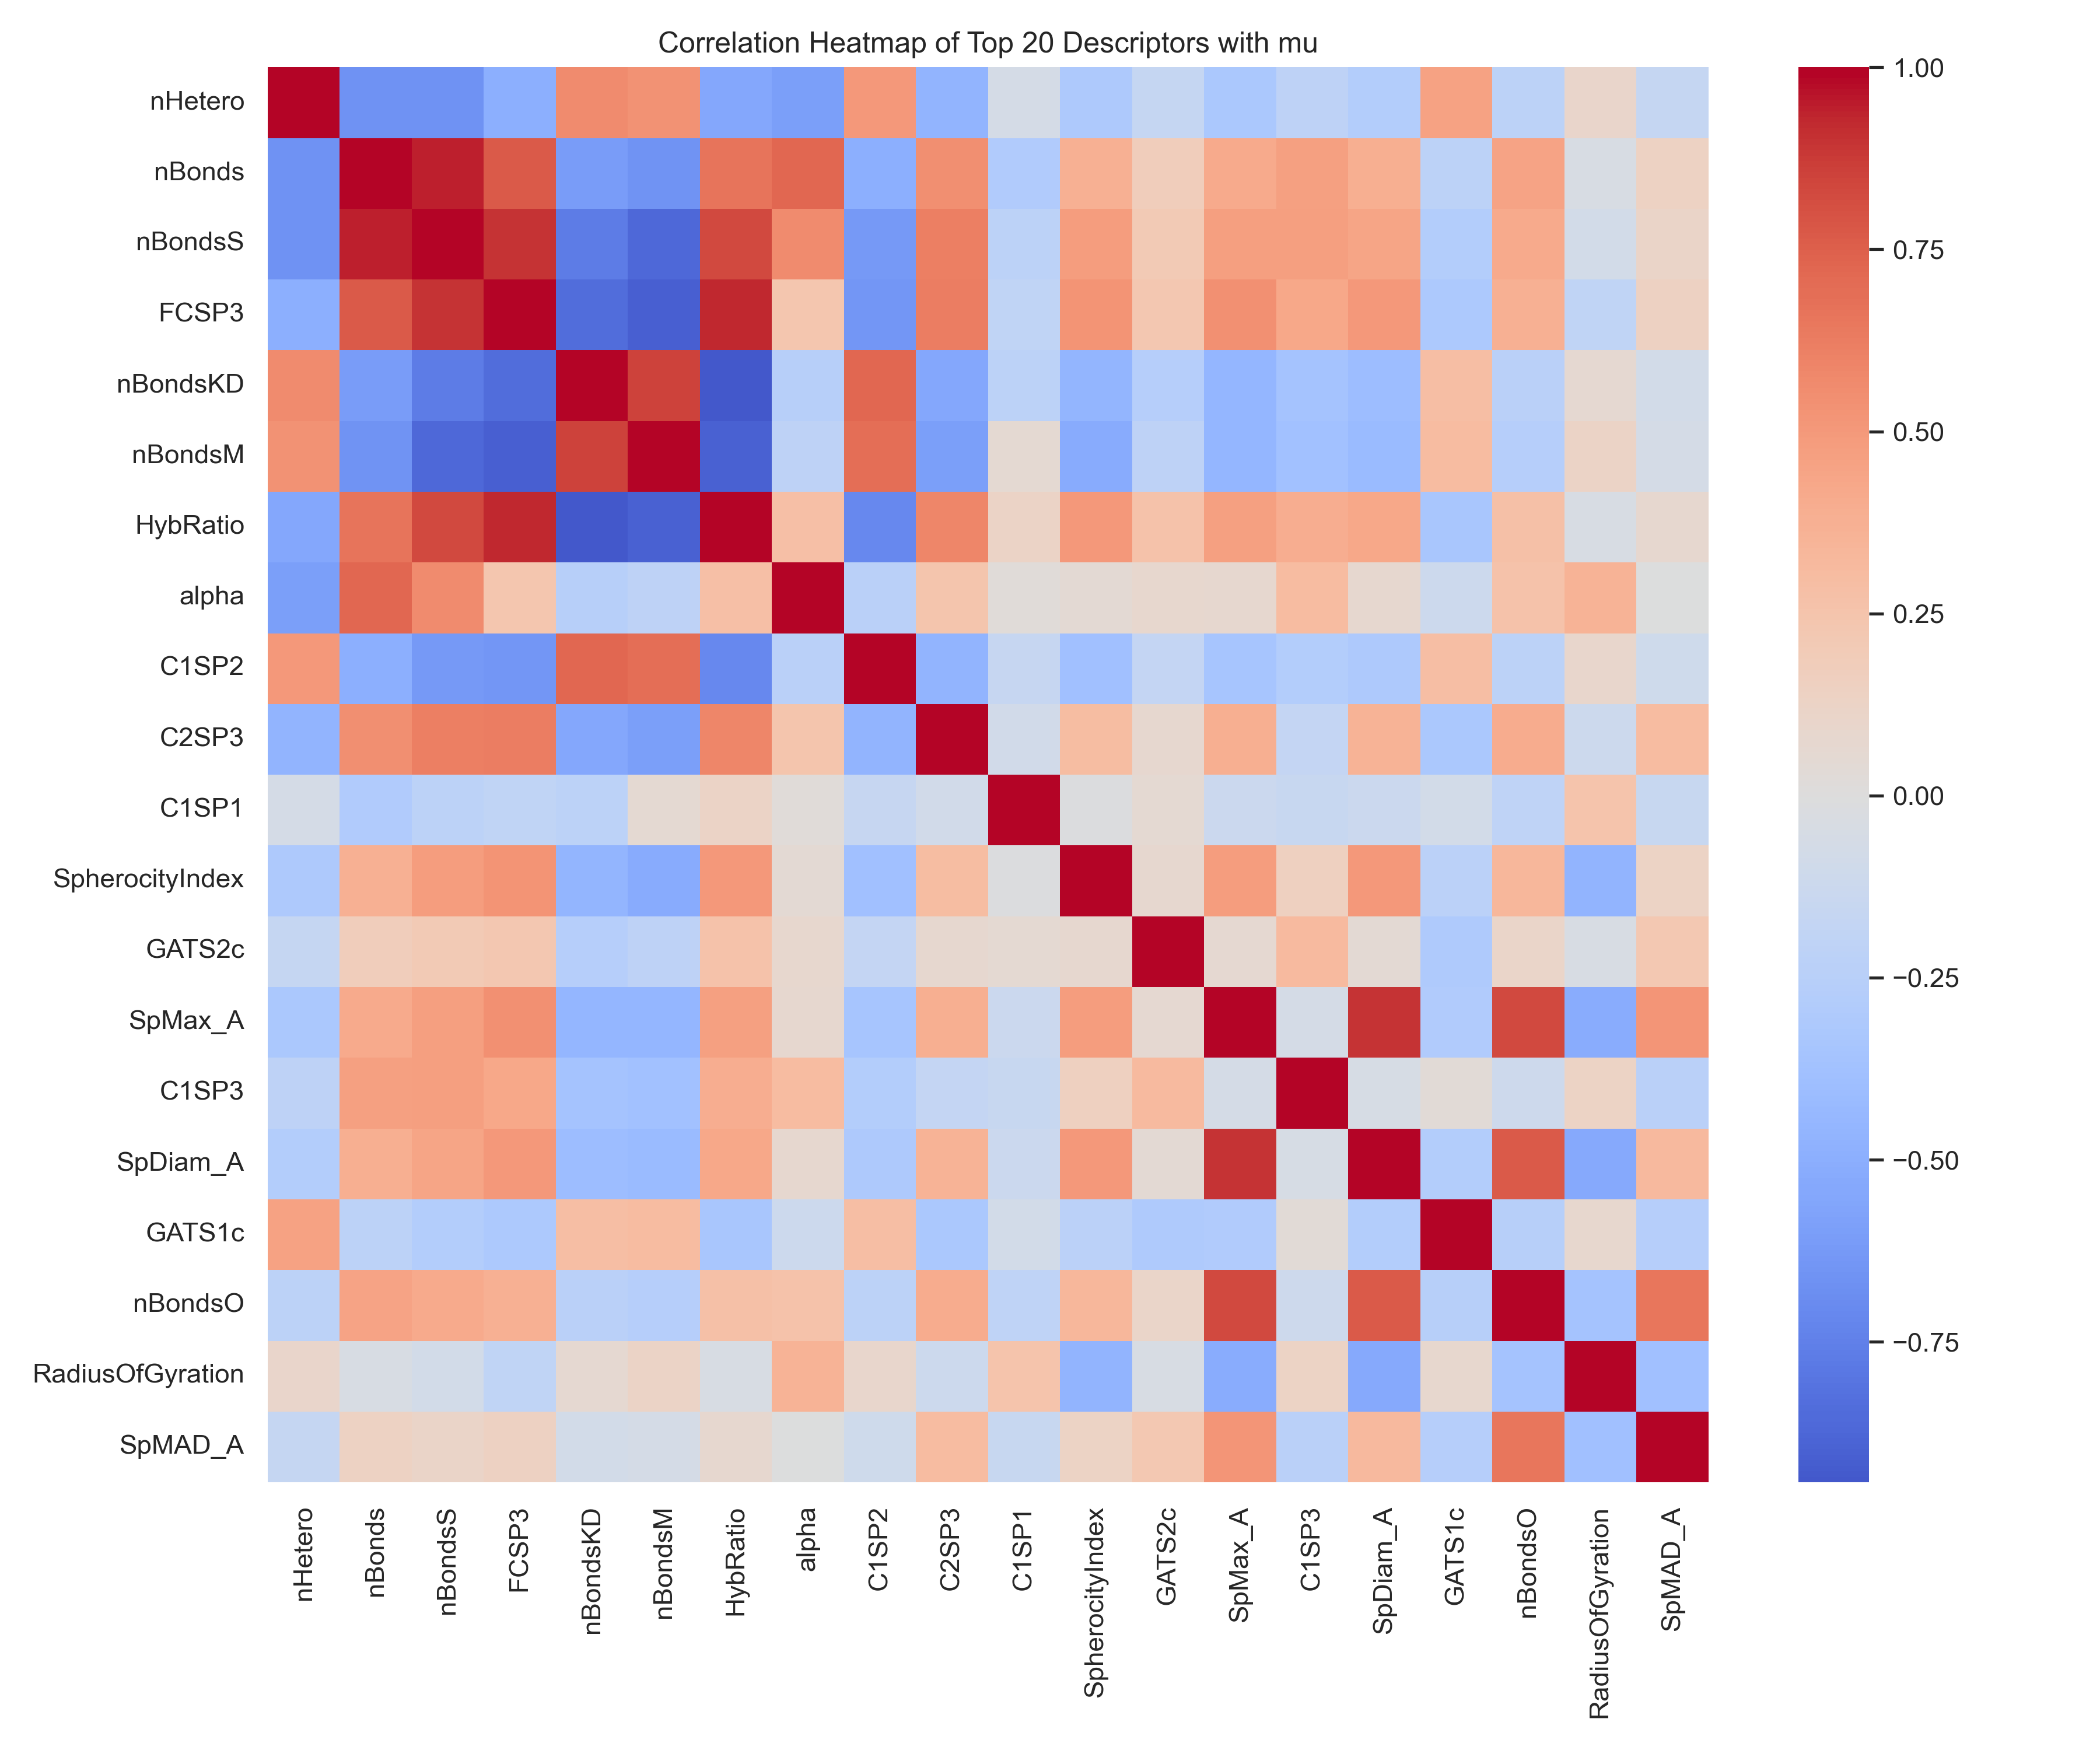 Correlation Heatmap of Top 20 Descriptors with mu
nHetero
nBonds
nBondsS
FCSP3
nBondsKD
nBondsM
HybRatio
alpha
C1SP2
C2SP3
C1SP1
SpherocityIndex
GATS2c
SpMax_A
C1SP3
SpDiam_A
GATS1c
nBondsO
RadiusOfGyration
SpMAD_A
nHetero
nBonds
nBondsS
FCSP3
nBondsKD
nBondsM
HybRatio
alpha
C1SP2
C2SP3
C1SP1
SpherocityIndex
GATS2c
SpMax_A
C1SP3
SpDiam_A
GATS1c
nBondsO
RadiusOfGyration
SpMAD_A
1.00
0.75
0.50
0.25
0.00
−0.25
−0.50
−0.75